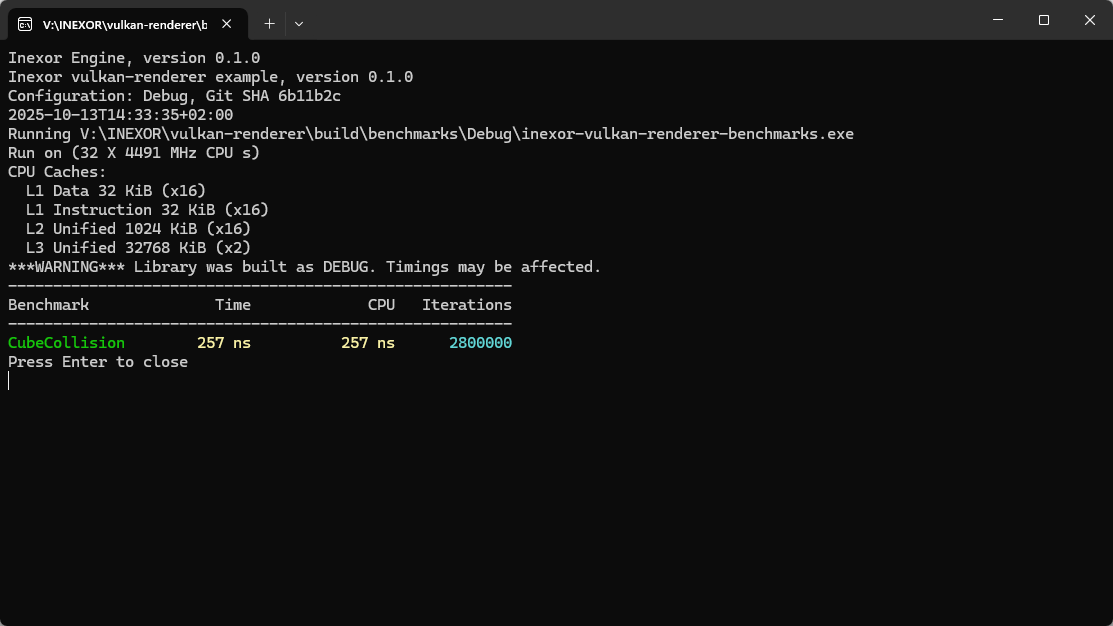 V:\INEXOR\vulkan-renderer\b
Inexor Engine, version 0.1.0
Inexor vulkan-renderer example, version 0.1.0
Configuration: Debug, Git SHA 6b11b2c
2025-10-13T14:33:35+02:00
Running V:\INEXOR\vulkan-renderer\build\benchmarks\Debug\inexor-vulkan-renderer-benchmarks.exe
Run on (32 X 4491 MHz CPU s)
CPU Caches:
  L1 Data 32 KiB (x16)
  L1 Instruction 32 KiB (x16)
  L2 Unified 1024 KiB (x16)
  L3 Unified 32768 KiB (x2)
***WARNING*** Library was built as DEBUG. Timings may be affected.
--------------------------------------------------------
Benchmark              Time             CPU   Iterations
--------------------------------------------------------
CubeCollision        257 ns          257 ns      2800000
Press Enter to close